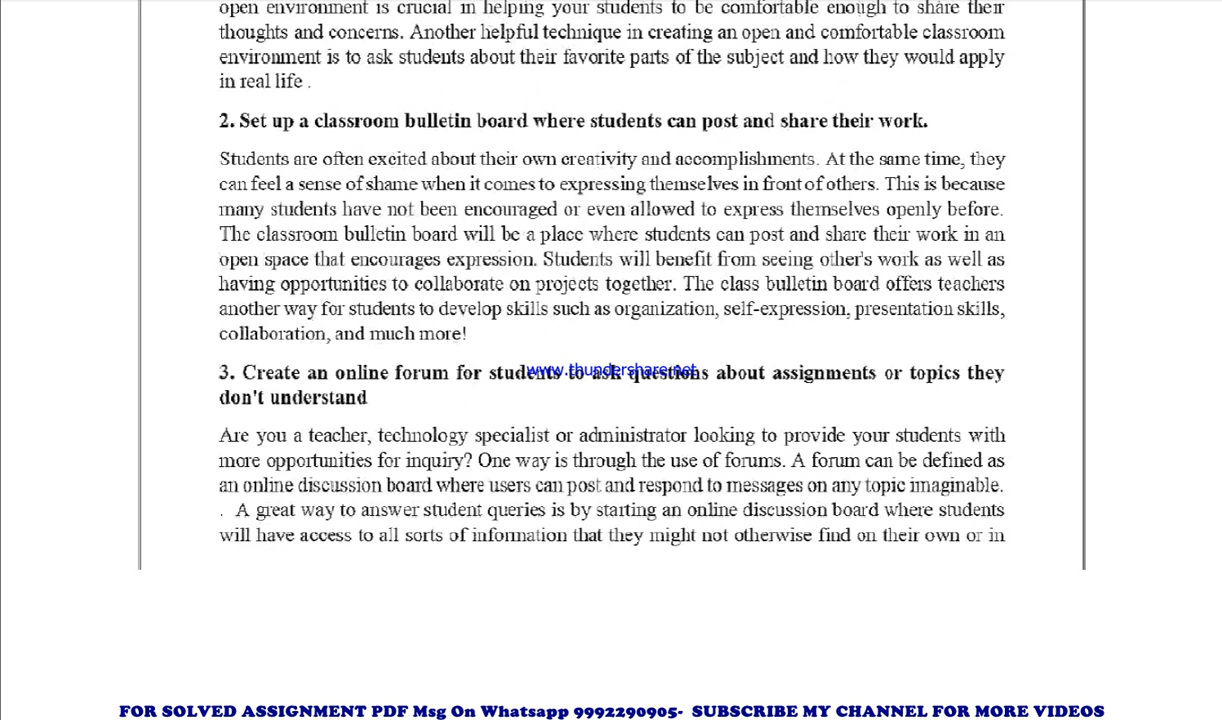 open environment is crucial in helping your students to be comfortable enough to share their
thoughts and concerns. Another helpful technique in creating an open and comfortable classroom
environment is to ask students about their favorite parts of the subject and how they would apply
in real life .
2. Set up a classroom bulletin board where students can post and share their work.
Students are often excited about their own creativity and accomplishments. At the same time, they
can feel a sense of shame when it comes to expressing themselves in front of others. This is because
many students have not been encouraged or even allowed to express themselves openly before.
The classroom bulletin board will be a place where students can post and share their work in an
open space that encourages expression. Students will benefit from seeing other's work as well as
having opportunities to collaborate on projects together. The class bulletin board offers teachers
another way for students to develop skills such as organization, self-expression, presentation skills,
collaboration, and much more!
3. Create an online forum for students to ask questions about assignments or topics they
www.thundershare.net
don't understand
Are you a teacher, technology specialist or administrator looking to provide your students with
more opportunities for inquiry? One way is through the use of forums. A forum can be defined as
an online discussion board where users can post and respond to messages on any topic imaginable.
. A great way to answer student queries is by starting an online discussion board where students
will have access to all sorts of information that they might not otherwise find on their own or in
FOR SOLVED ASSIGNMENT PDF Msg On Whatsapp 9992290905- SUBSCRIBE MY CHANNEL FOR MORE VIDEOS